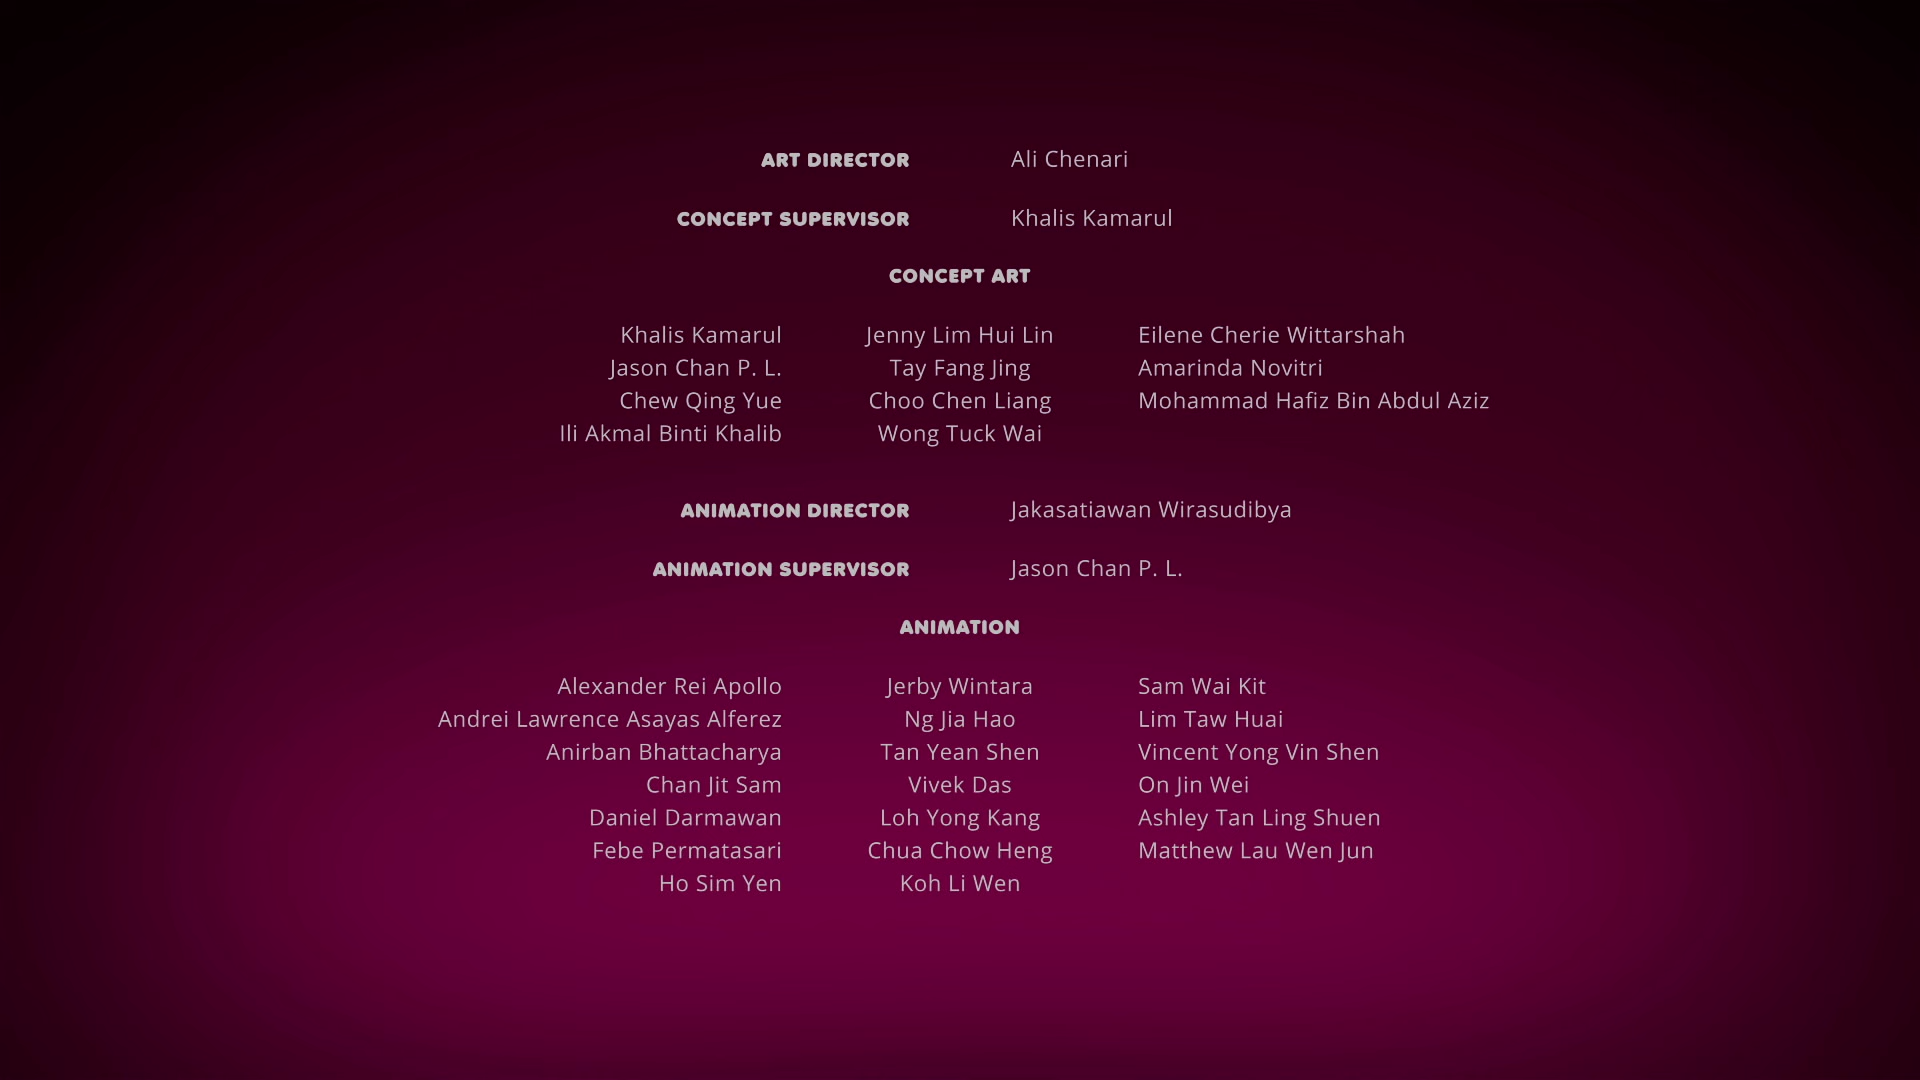 ART DIRECTOR Ali Chenari
CONCEPT SUPERVISOR Khalis Kamarul
CONCEPT ART
Khalis Kamarul Jenny Lim Hui Lin Eilene Cherie Wittarshah
Jason Chan P. L. Tay Fang Jing Amarinda Novitri
Chew Qing Yue Choo Chen Liang Mohammad Hafiz Bin Abdul Aziz
Ili Akmal Binti Khalib Wong Tuck Wai
ANIMATION DIRECTOR Jakasatiawan Wirasudibya
ANIMATION SUPERVISOR Jason Chan P. L.
ANIMATION
Alexander Rei Apollo Jerby Wintara Sam Wai Kit
Andrei Lawrence Asayas Alferez Ng Jia Hao Lim Taw Huai
Anirban Bhattacharya Tan Yean Shen Vincent Yong Vin Shen
Chan Jit Sam Vivek Das On Jin Wei
Daniel Darmawan Loh Yong Kang Ashley Tan Ling Shuen
Febe Permatasari Chua Chow Heng Matthew Lau Wen Jun
Ho Sim Yen Koh Li Wen